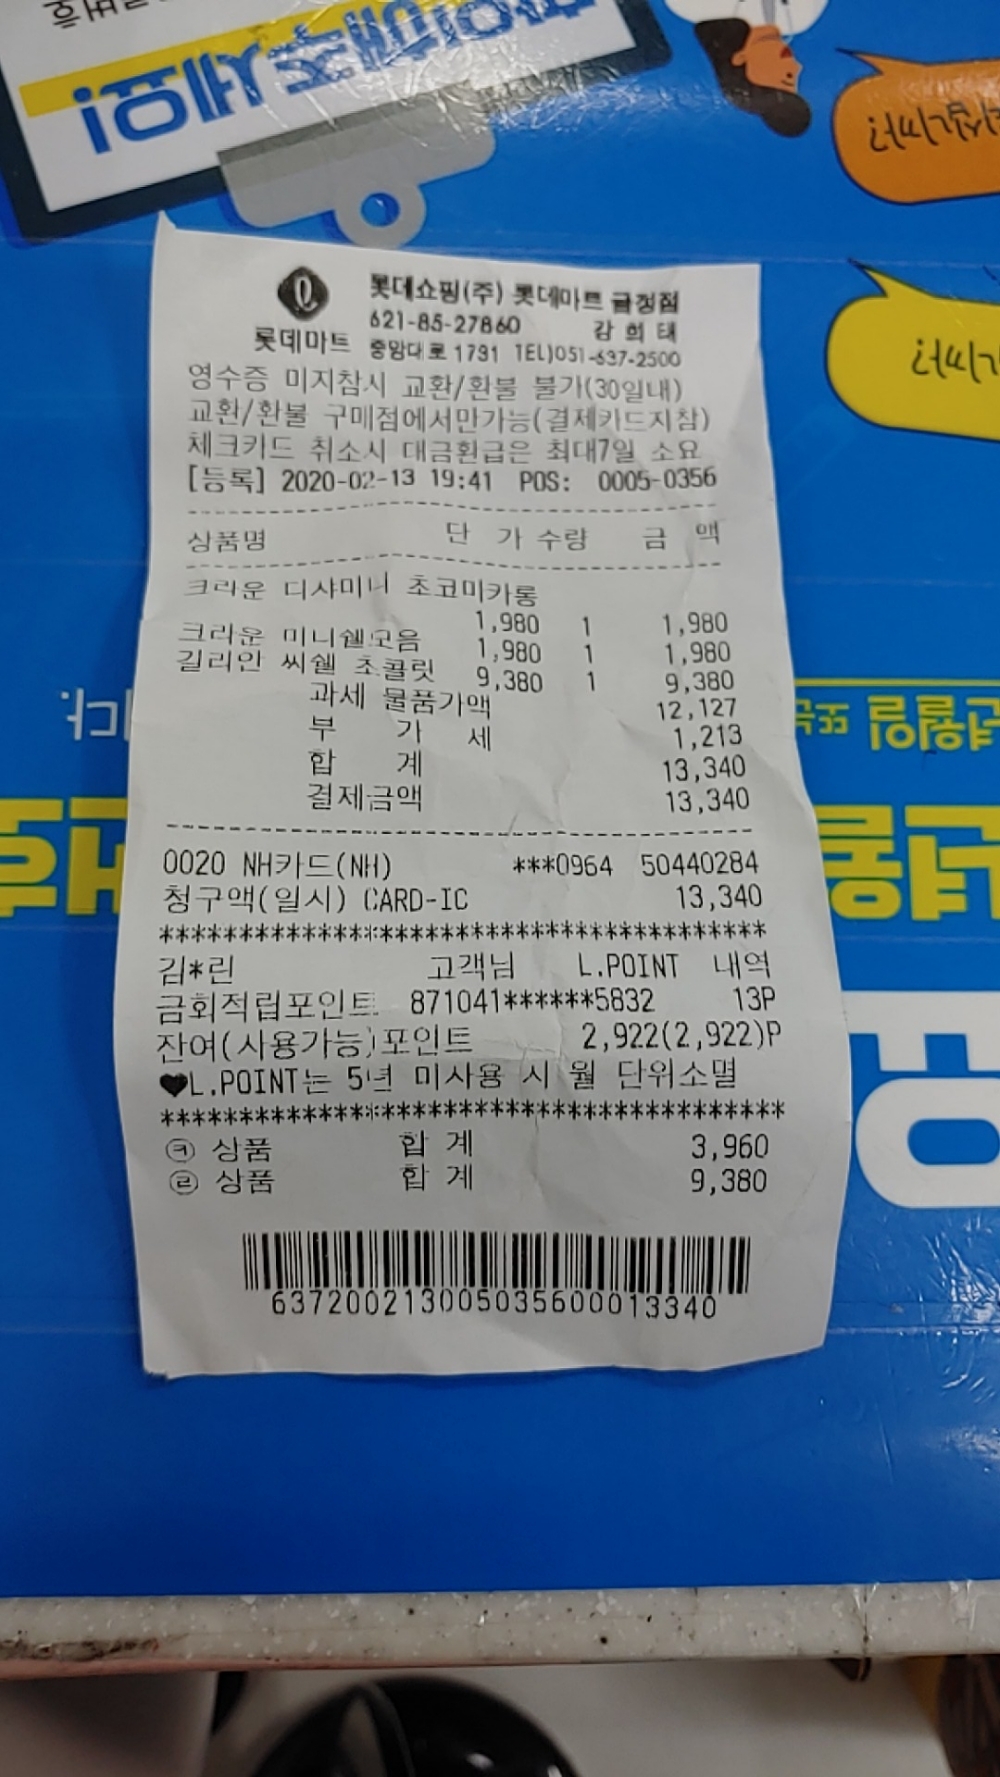 하인해주세요!
롯데쇼핑(주) 롯데마트 금정점
621-85-27860 강희태
롯데마트 중앙대로 1791 TEL)051-637-2500
영수증 미지참시 교환/환불 불가(30일내)
교환/환불 구매점에서만가능(결제카드지참)
체크카드 취소시 대금환급은 최대7일 소요
[등록] 2020-02-13 19:41 POS: 0005-0356
상품명 단 가 수량 금 액
크라운 디샤미니 초코미카롱
1,980 1 1,980
크라운 미니쉘모음 1,980 1 1,980
길리안 씨쉘 초콜릿 9,380 1 9,380
과세 물품가액 12,127
부 가 세 1,213
합 계 13,340
결제금액 13,340
0020 NH카드(NH) ***0964 50440284
청구액(일시) CARD-IC 13,340
****************************************
김*린 고객님 L.POINT 내역
금회적립포인트 871041******5832 13P
잔여(사용가능)포인트 2,922(2,922)P
♥L.POINT는 5년 미사용 시 월 단위소멸
****************************************
㉪ 상품 합 계 3,960
㉣ 상품 합 계 9,380
637200213005035600013340